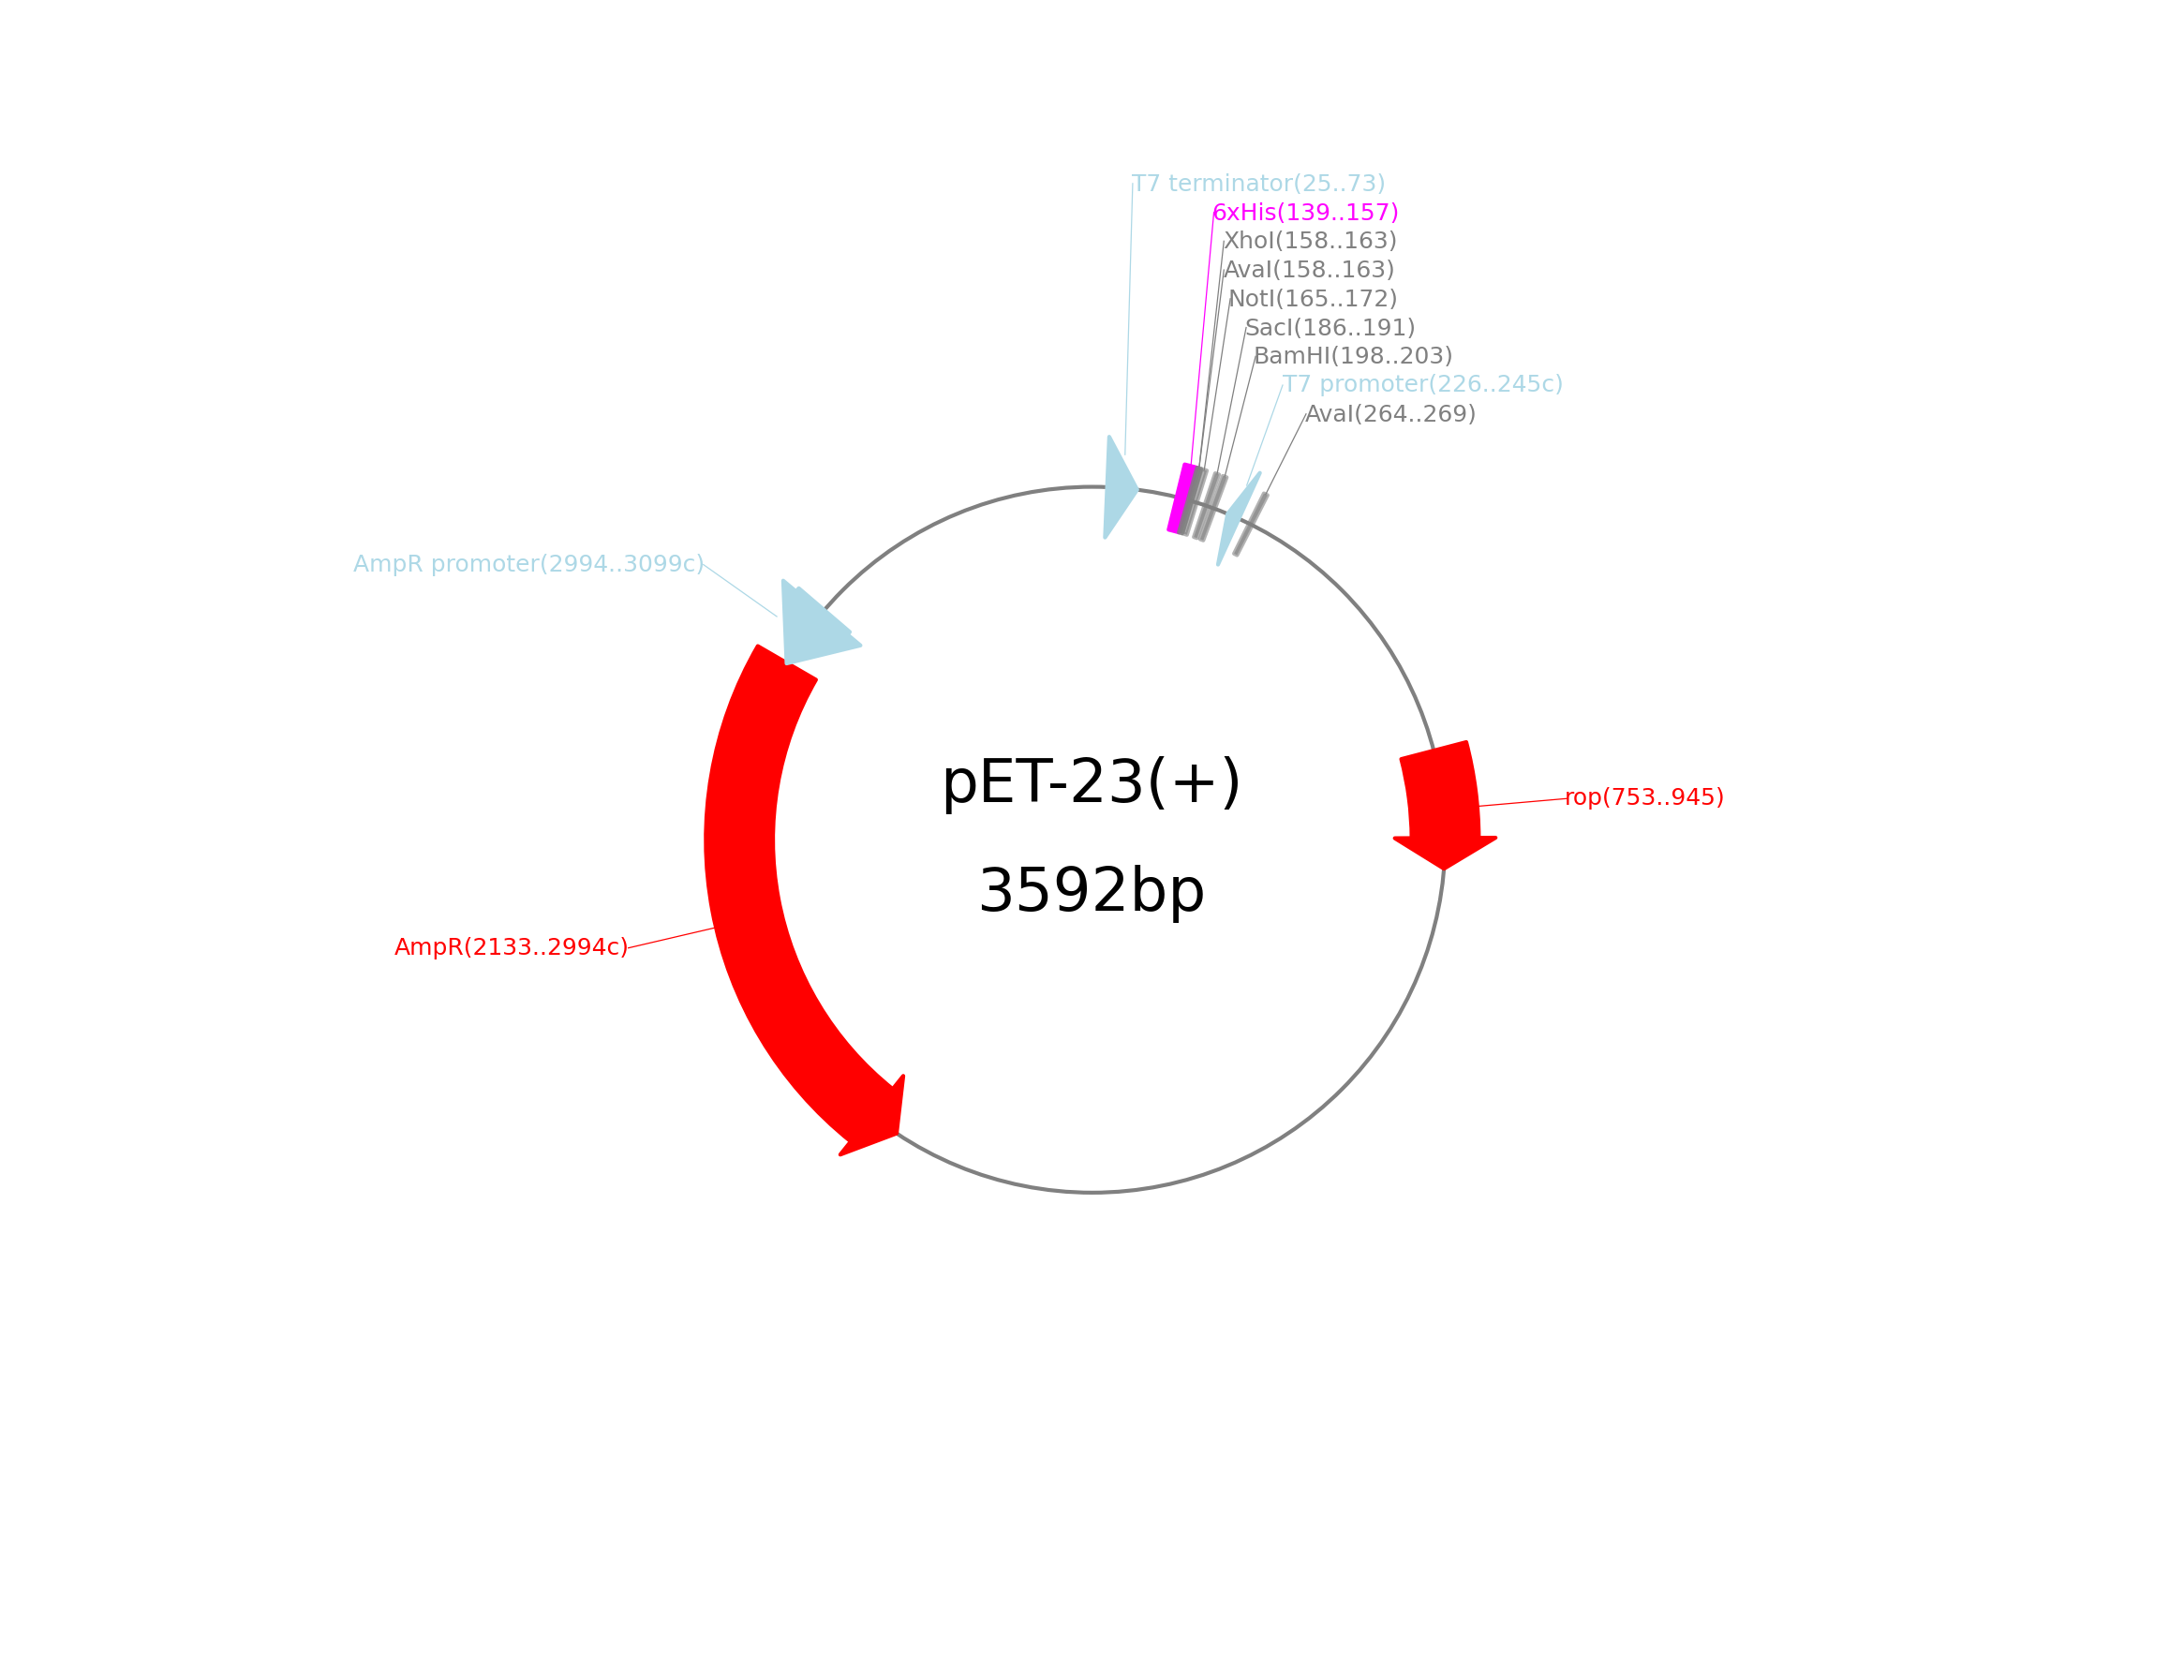 T7 terminator(25..73)
6xHis(139..157)
XhoI(158..163)
AvaI(158..163)
NotI(165..172)
SacI(186..191)
BamHI(198..203)
T7 promoter(226..245c)
AvaI(264..269)
AmpR promoter(2994..3099c)
pET-23(+)
rop(753..945)
3592bp
AmpR(2133..2994c)